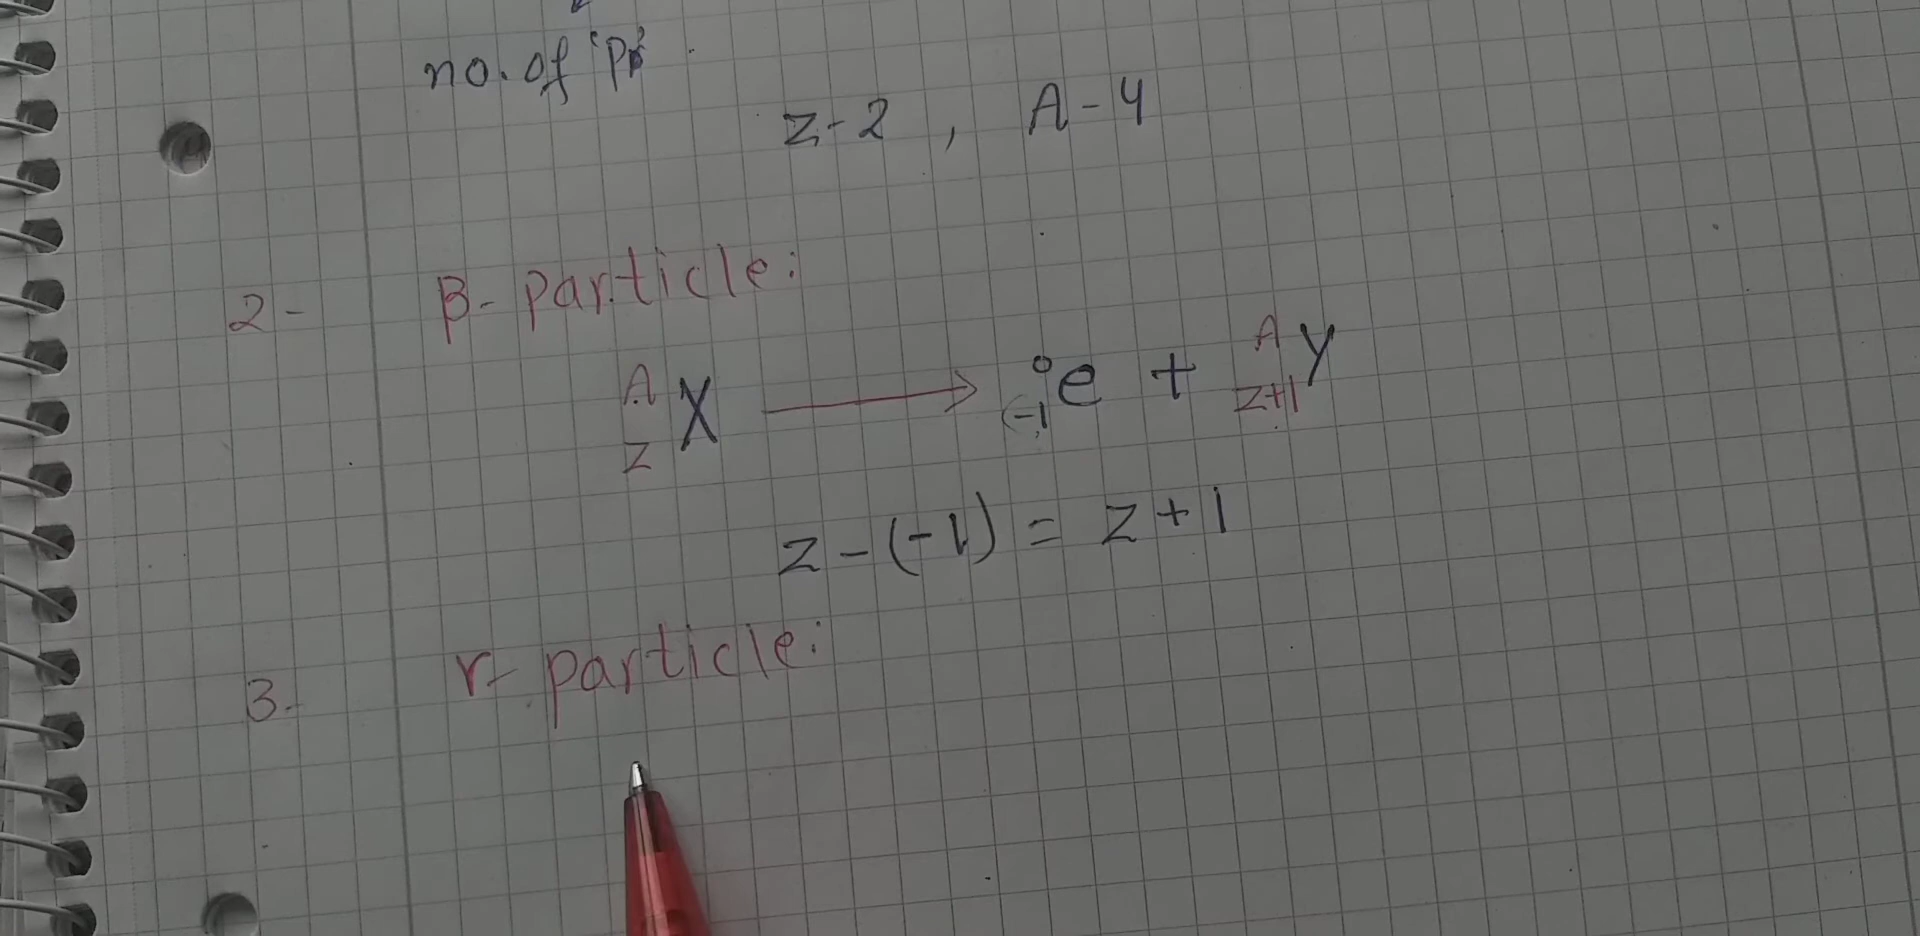 no. of 'P'
Z-2 , A-4
2- β-particle:
A A
X → 0 -1 e + Y
Z Z+1
Z-(-1) = Z+1
3- γ-particle: